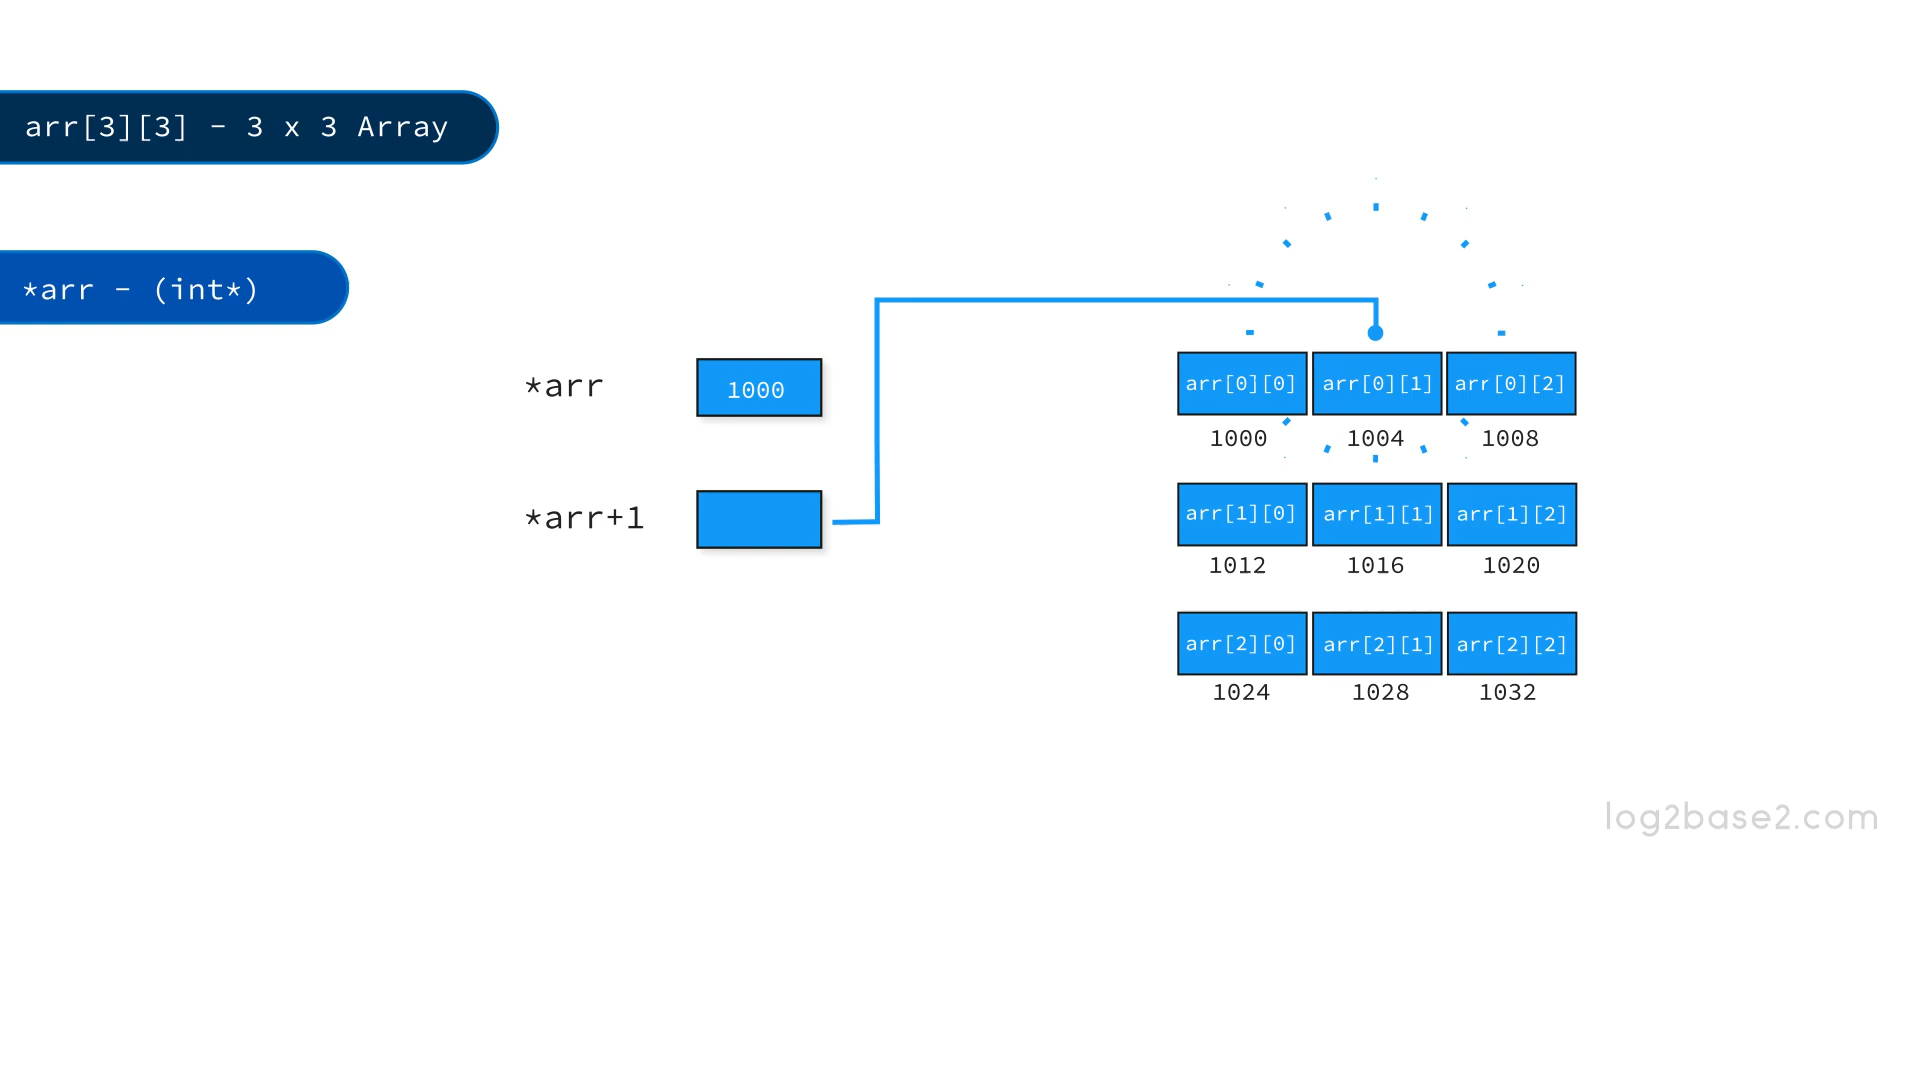 arr[3][3] - 3 x 3 Array
*arr - (int*)
*arr
1000
*arr+1
arr[0][0] arr[0][1] arr[0][2]
1000 1004 1008
arr[1][0] arr[1][1] arr[1][2]
1012 1016 1020
arr[2][0] arr[2][1] arr[2][2]
1024 1028 1032
log2base2.com